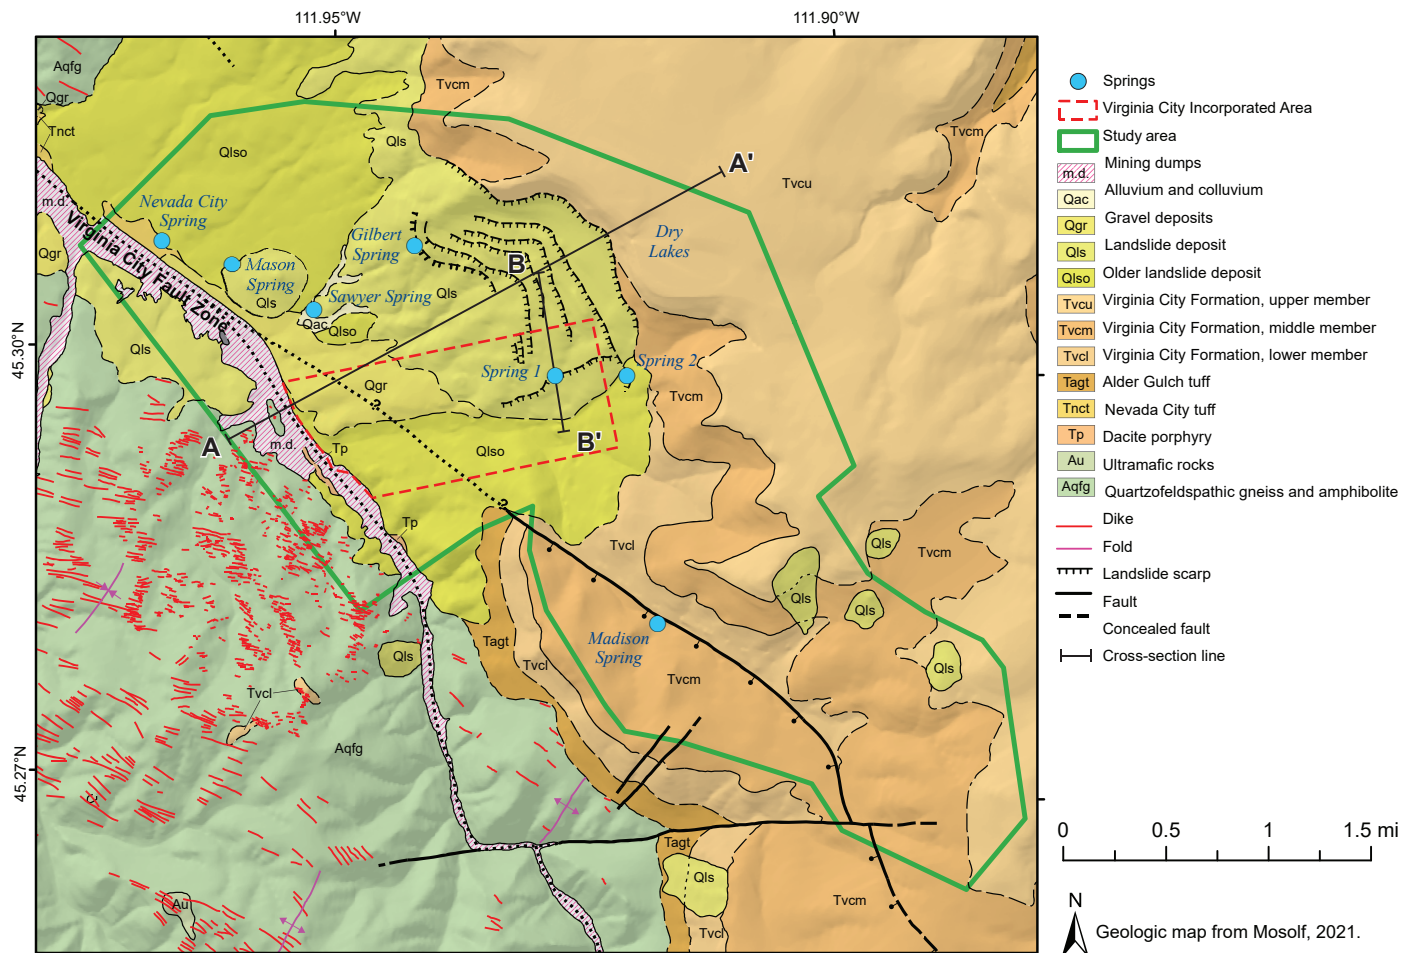 111.95°W
111.90°W
45.30°N
45.27°N
Aqfg
Qgr
Tnct
m.d.
Qgr
Qlso
Nevada City
Spring
Virginia City Fault Zone
Mason
Spring
Qls
Sawyer Spring
Qac
Qlso
Gilbert
Spring
Qls
Qls
Tvcm
Tvcm
Tvcu
A'
Dry
Lakes
B
Spring 1
Spring 2
B'
Qgr
?
Qls
A
m.d.
Tp
Qlso
Tvcm
?
Tp
Tvcl
Tvcm
Qls
Qls
Qls
Qls
Tagt
Tvcl
Madison
Spring
Tvcm
Qls
Tvcl
Aqfg
Au
Tagt
Qls
Tvcl
Tvcm
Springs
Virginia City Incorporated Area
Study area
m.d. Mining dumps
Qac Alluvium and colluvium
Qgr Gravel deposits
Qls Landslide deposit
Qlso Older landslide deposit
Tvcu Virginia City Formation, upper member
Tvcm Virginia City Formation, middle member
Tvcl Virginia City Formation, lower member
Tagt Alder Gulch tuff
Tnct Nevada City tuff
Tp Dacite porphyry
Au Ultramafic rocks
Aqfg Quartzofeldspathic gneiss and amphibolite
Dike
Fold
Landslide scarp
Fault
Concealed fault
Cross-section line
0 0.5 1 1.5 mi
N
Geologic map from Mosolf, 2021.